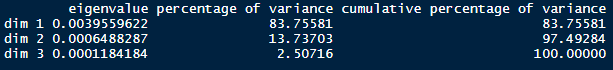 eigenvalue percentage of variance cumulative percentage of variance
dim 1 0.0039559622 83.75581 83.75581
dim 2 0.0006488287 13.73703 97.49284
dim 3 0.0001184184 2.50716 100.00000